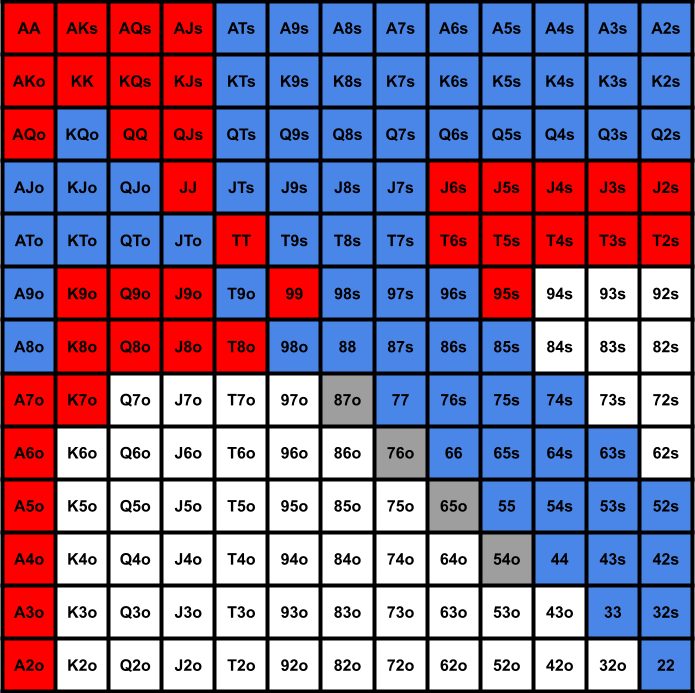 AA AKs AQs AJs ATs A9s A8s A7s A6s A5s A4s A3s A2s
AKo KK KQs KJs KTs K9s K8s K7s K6s K5s K4s K3s K2s
AQo KQo QQ QJs QTs Q9s Q8s Q7s Q6s Q5s Q4s Q3s Q2s
AJo KJo QJo JJ JTs J9s J8s J7s J6s J5s J4s J3s J2s
ATo KTo QTo JTo TT T9s T8s T7s T6s T5s T4s T3s T2s
A9o K9o Q9o J9o T9o 99 98s 97s 96s 95s 94s 93s 92s
A8o K8o Q8o J8o T8o 98o 88 87s 86s 85s 84s 83s 82s
A7o K7o Q7o J7o T7o 97o 87o 77 76s 75s 74s 73s 72s
A6o K6o Q6o J6o T6o 96o 86o 76o 66 65s 64s 63s 62s
A5o K5o Q5o J5o T5o 95o 85o 75o 65o 55 54s 53s 52s
A4o K4o Q4o J4o T4o 94o 84o 74o 64o 54o 44 43s 42s
A3o K3o Q3o J3o T3o 93o 83o 73o 63o 53o 43o 33 32s
A2o K2o Q2o J2o T2o 92o 82o 72o 62o 52o 42o 32o 22